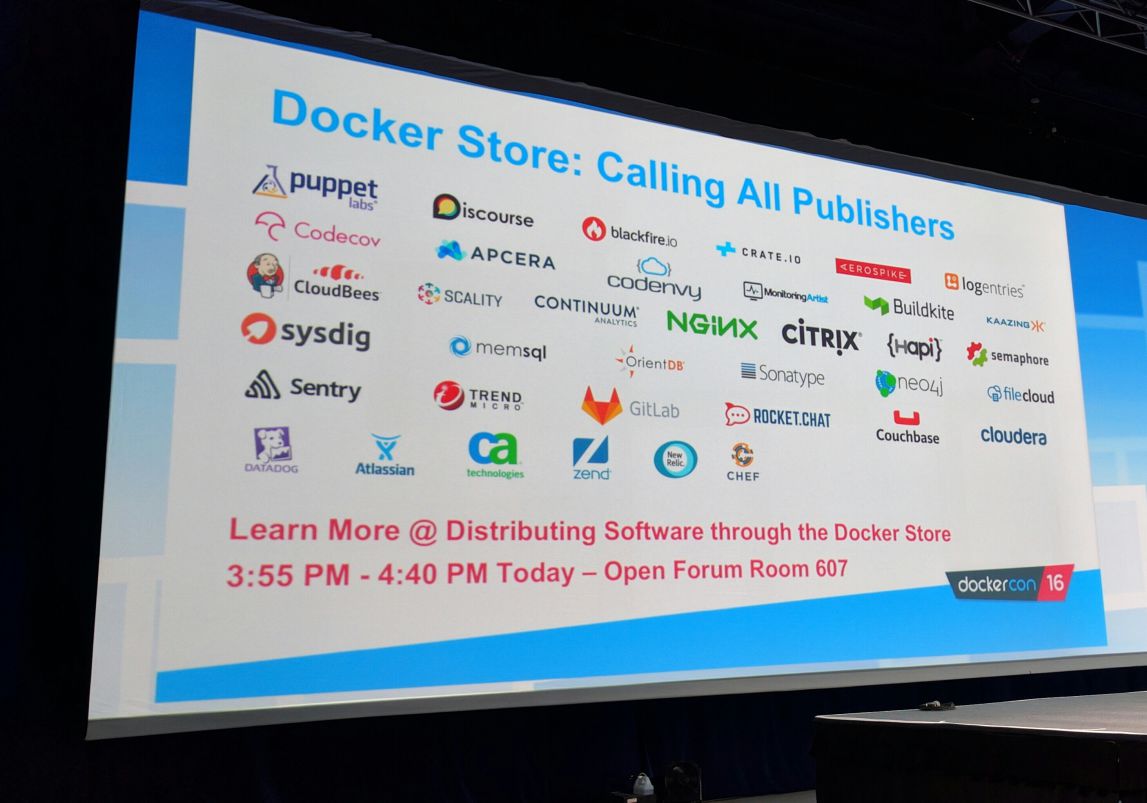 Docker Store: Calling All Publishers
puppet labs
Discourse
blackfire.io
CRATE.IO
AEROSPIKE
logentries
Codecov
APCERA
codenvy
MonitoringArtist
Buildkite
KAAZING
CloudBees
SCALITY
CONTINUUM ANALYTICS
NGINX
CITRIX
{Hapi}
semaphore
sysdig
memsql
OrientDB
Sonatype
neo4j
filecloud
Sentry
TREND MICRO
GitLab
ROCKET.CHAT
Couchbase
cloudera
DATADOG
Atlassian
ca technologies
zend
New Relic.
CHEF
Learn More @ Distributing Software through the Docker Store
3:55 PM - 4:40 PM Today – Open Forum Room 607
dockercon 16